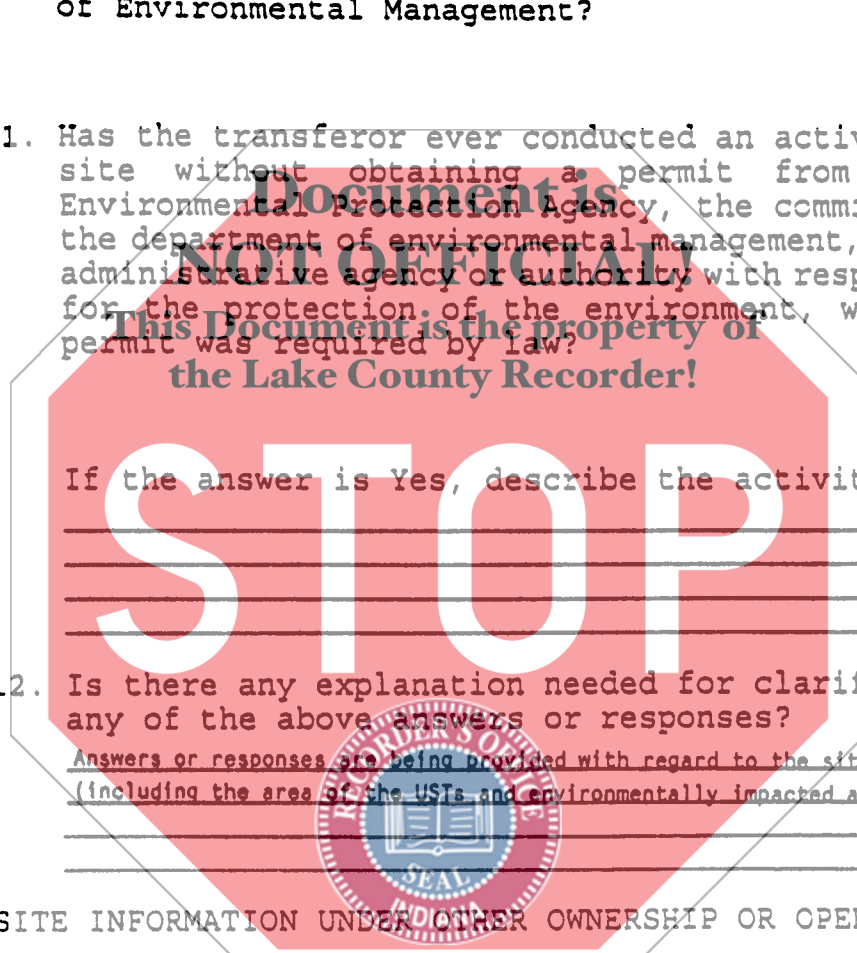 of Environmental Management?
1. Has the transferor ever conducted an activ
site without obtaining a permit from
Environmental Protection Agency, the commi
the department of environmental management,
administrative agency or authority with resp
for the protection of the environment, w
permit was required by law?
Document is
NOT OFFICIAL!
This Document is the property of
the Lake County Recorder!
STOP
If the answer is Yes, describe the activit
12. Is there any explanation needed for clarif
any of the above answers or responses?
Answers or responses are being provided with regard to the sit
(including the area of the USTs and environmentally impacted a
RECORDER'S OFFICE
SEAL
INDIANA
SITE INFORMATION UNDER OTHER OWNERSHIP OR OPE